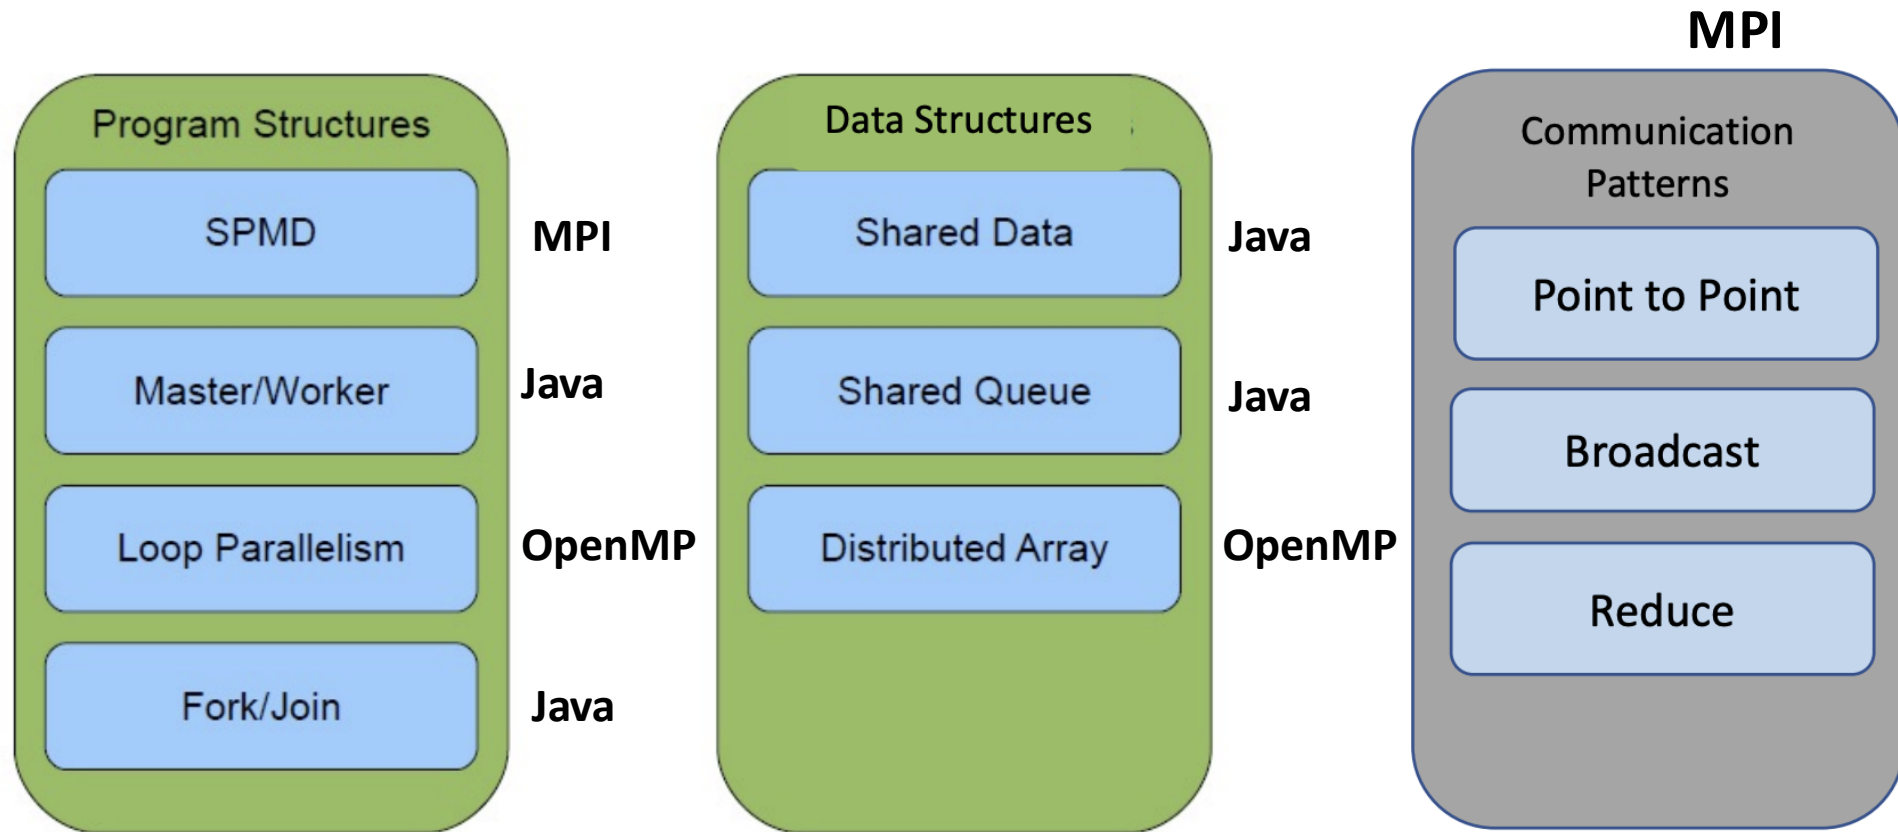 MPI
Program Structures
SPMD
MPI
Master/Worker
Java
Loop Parallelism
OpenMP
Fork/Join
Java
Data Structures
Shared Data
Java
Shared Queue
Java
Distributed Array
OpenMP
Communication
Patterns
Point to Point
Broadcast
Reduce